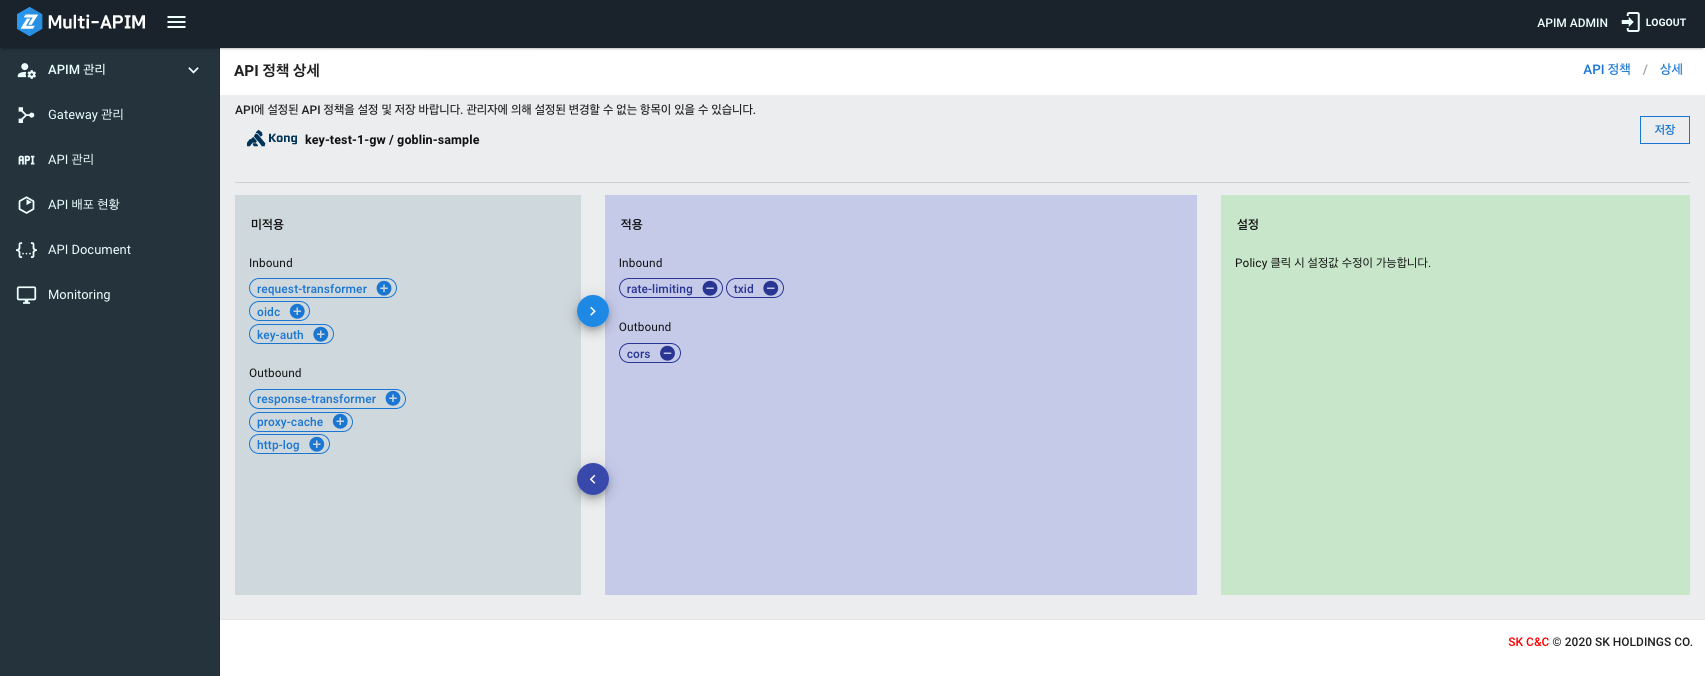 Multi-APIM
APIM ADMIN LOGOUT
APIM 관리
Gateway 관리
API 관리
API 배포 현황
API Document
Monitoring
API 정책 상세
API 정책 / 상세
API에 설정된 API 정책을 설정 및 저장 바랍니다. 관리자에 의해 설정된 변경할 수 없는 항목이 있을 수 있습니다.
Kong key-test-1-gw / goblin-sample
저장
미적용
Inbound
request-transformer
oidc
key-auth
Outbound
response-transformer
proxy-cache
http-log
적용
Inbound
rate-limiting txid
Outbound
cors
설정
Policy 클릭 시 설정값 수정이 가능합니다.
SK C&C © 2020 SK HOLDINGS CO.